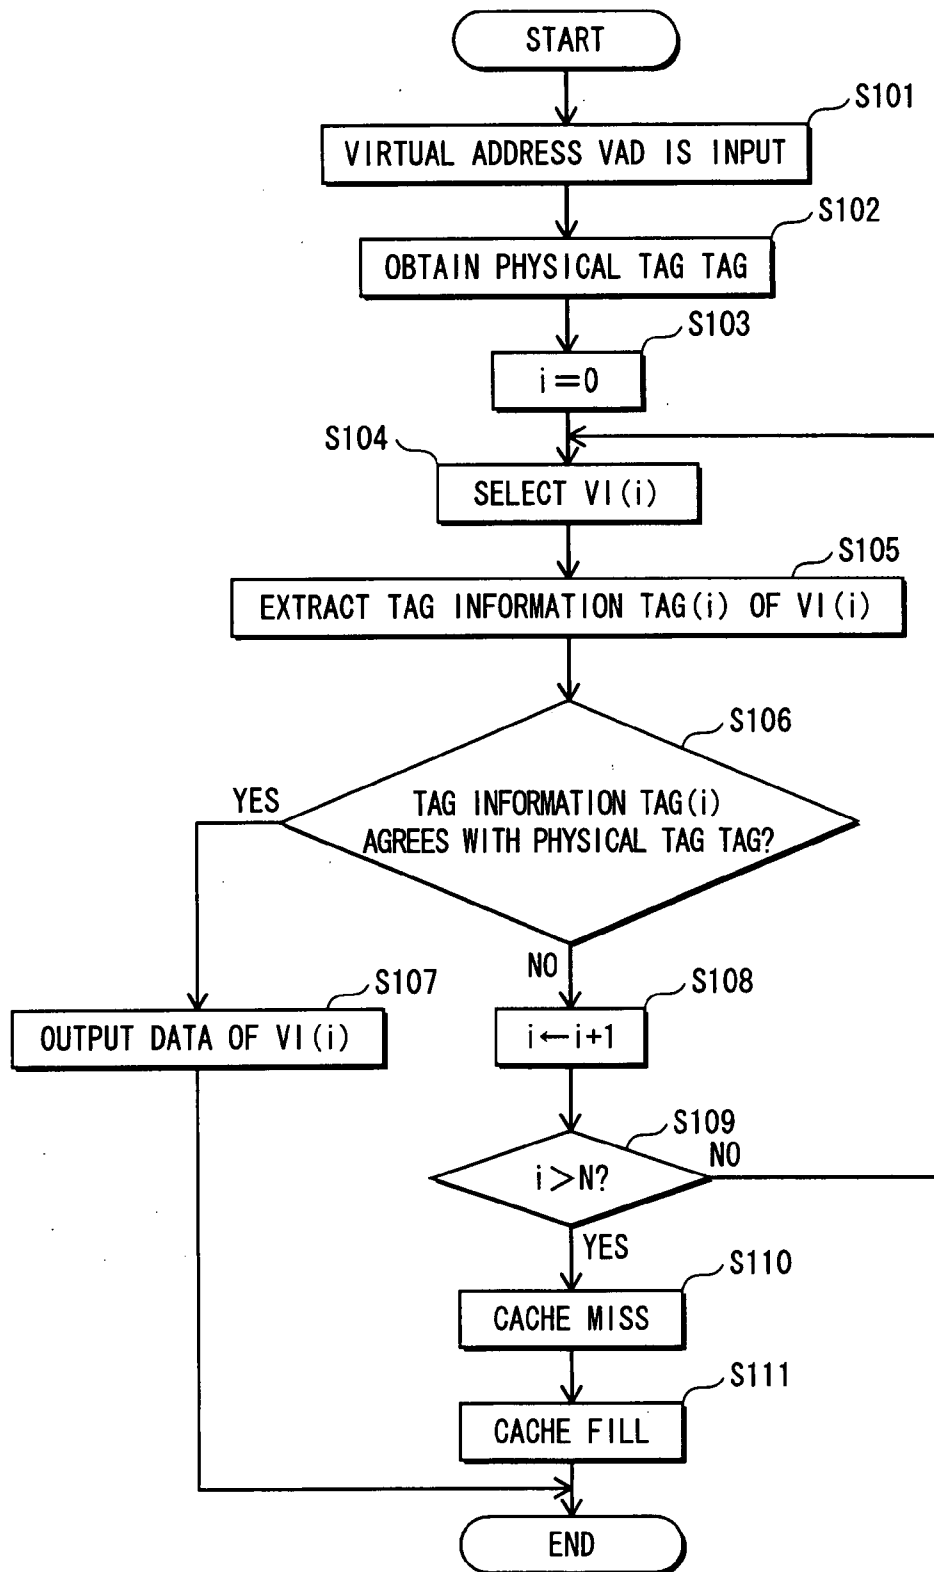 START
S101
VIRTUAL ADDRESS VAD IS INPUT
S102
OBTAIN PHYSICAL TAG TAG
S103
i=0
S104
SELECT VI(i)
S105
EXTRACT TAG INFORMATION TAG(i) OF VI(i)
S106
YES
TAG INFORMATION TAG(i)
AGREES WITH PHYSICAL TAG TAG?
NO
S107
S108
OUTPUT DATA OF VI(i)
i←i+1
S109
NO
i>N?
YES
S110
CACHE MISS
S111
CACHE FILL
END